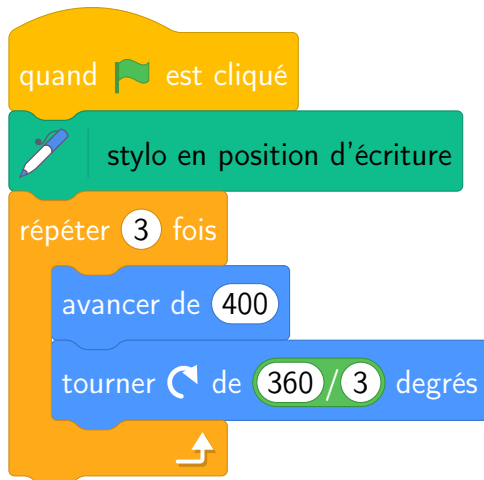 quand est cliqué
stylo en position d'écriture
répéter 3 fois
avancer de 400
tourner de 360 / 3 degrés